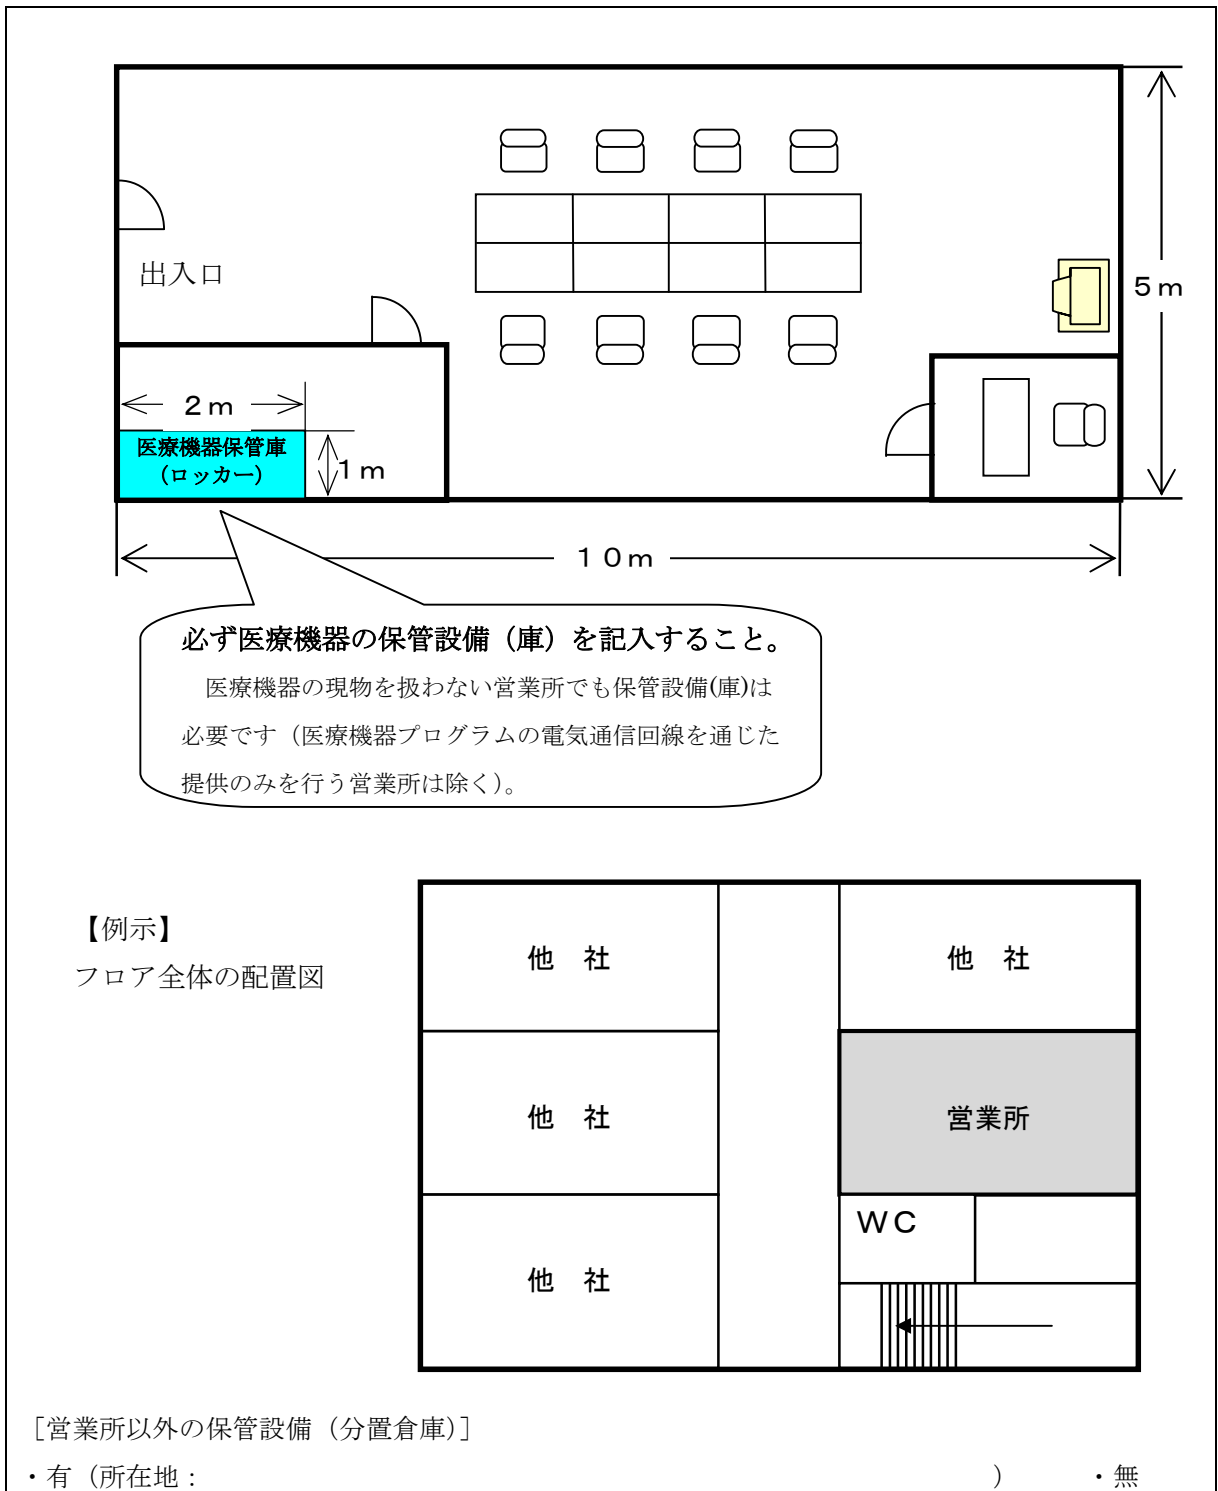 出入口
５ｍ
２ｍ
医療機器保管庫
（ロッカー）
１ｍ
１０ｍ
必ず医療機器の保管設備（庫）を記入すること。
医療機器の現物を扱わない営業所でも保管設備(庫)は
必要です（医療機器プログラムの電気通信回線を通じた
提供のみを行う営業所は除く）。
【例示】
フロア全体の配置図
他　社
他　社
他　社
営業所
ＷＣ
他　社
［営業所以外の保管設備（分置倉庫）］
・有（所在地：　　　　　　　　　　　　　　　　　　　　　　　　　　　　　）　　　・無